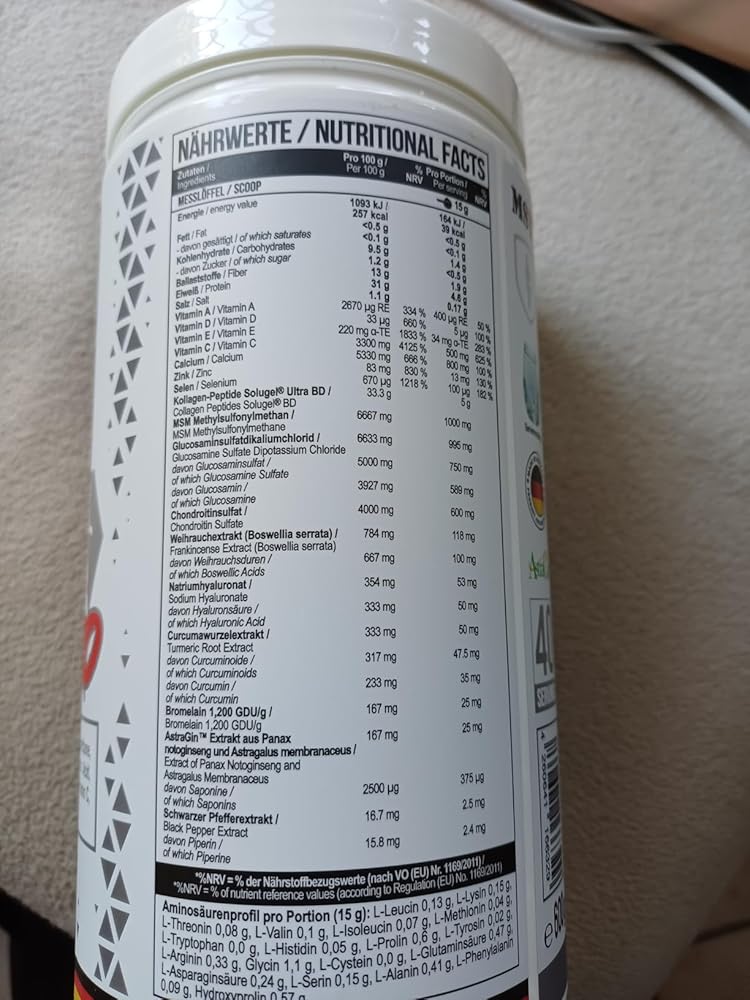 NÄHRWERTE / NUTRITIONAL FACTS
Zutaten / Pro 100 g / % Pro Portion / %
Ingredients Per 100 g NRV Per serving NRV
MESSLÖFFEL / SCOOP 15 g
Energie / energy value 1093 kJ / 164 kJ /
257 kcal 39 kcal
Fett / Fat <0.5 g <0.5 g
- davon gesättigt / of which saturates <0.1 g <0.1 g
Kohlenhydrate / Carbohydrates 9.5 g 1.4 g
- davon Zucker / of which sugar 1.2 g <0.5 g
Ballaststoffe / Fiber 13 g 1.9 g
Eiweiß / Protein 31 g 4.6 g
Salz / Salt 1.1 g 0.17 g
Vitamin A / Vitamin A 2670 µg RE 334 % 400 µg RE 50 %
Vitamin D / Vitamin D 33 µg 660 % 5 µg 100 %
Vitamin E / Vitamin E 220 mg α-TE 1833 % 34 mg α-TE 283 %
Vitamin C / Vitamin C 3300 mg 4125 % 500 mg 625 %
Calcium / Calcium 5330 mg 666 % 800 mg 100 %
Zink / Zinc 83 mg 830 % 13 mg 130 %
Selen / Selenium 670 µg 1218 % 100 µg 182 %
Kollagen-Peptide Solugel® Ultra BD / 33.3 g 5 g
Collagen Peptides Solugel® BD
MSM Methylsulfonylmethan / 6667 mg 1000 mg
MSM Methylsulfonylmethane
Glucosaminsulfatdikaliumchlorid / 6633 mg 995 mg
Glucosamine Sulfate Dipotassium Chloride
davon Glucosaminsulfat / 5000 mg 750 mg
of which Glucosamine Sulfate
davon Glucosamin / 3927 mg 589 mg
of which Glucosamine
Chondroitinsulfat / 4000 mg 600 mg
Chondroitin Sulfate
Weihrauchextrakt (Boswellia serrata) / 784 mg 118 mg
Frankincense Extract (Boswellia serrata)
davon Weihrauchsduren / 667 mg 100 mg
of which Boswellic Acids
Natriumhyaluronat / 354 mg 53 mg
Sodium Hyaluronate
davon Hyaluronsäure / 333 mg 50 mg
of which Hyaluronic Acid
Curcumawurzelextrakt / 333 mg 50 mg
Turmeric Root Extract
davon Curcuminoide / 317 mg 47.5 mg
of which Curcuminoids
davon Curcumin / 233 mg 35 mg
of which Curcumin
Bromelain 1,200 GDU/g / 167 mg 25 mg
Bromelain 1,200 GDU/g
AstraGin™ Extrakt aus Panax 167 mg 25 mg
notoginseng und Astragalus membranaceus /
Extract of Panax Notoginseng and
Astragalus Membranaceus
davon Saponine / 2500 µg 375 µg
of which Saponins
Schwarzer Pfefferextrakt / 16.7 mg 2.5 mg
Black Pepper Extract
davon Piperin / 15.8 mg 2.4 mg
of which Piperine
*%NRV = % der Nährstoffbezugswerte (nach VO (EU) Nr. 1169/2011) /
*%NRV = % of nutrient reference values (according to Regulation (EU) No. 1169/2011)
Aminosäurenprofil pro Portion (15 g): L-Leucin 0,13 g, L-Lysin 0,15 g,
L-Threonin 0,08 g, L-Valin 0,1 g, L-Isoleucin 0,07 g, L-Methionin 0,04 g,
L-Tryptophan 0,0 g, L-Histidin 0,05 g, L-Prolin 0,6 g, L-Tyrosin 0,02 g,
L-Arginin 0,33 g, Glycin 1,1 g, L-Cystein 0,0 g, L-Glutaminsäure 0,47 g,
L-Asparaginsäure 0,24 g, L-Serin 0,15 g, L-Alanin 0,41 g, L-Phenylalanin
0,09 g, Hydroxyprolin 0,57 g
MS
40